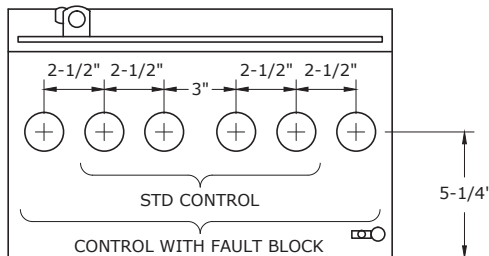 2-1/2" 2-1/2" 3" 2-1/2" 2-1/2"
5-1/4"
STD CONTROL
CONTROL WITH FAULT BLOCK